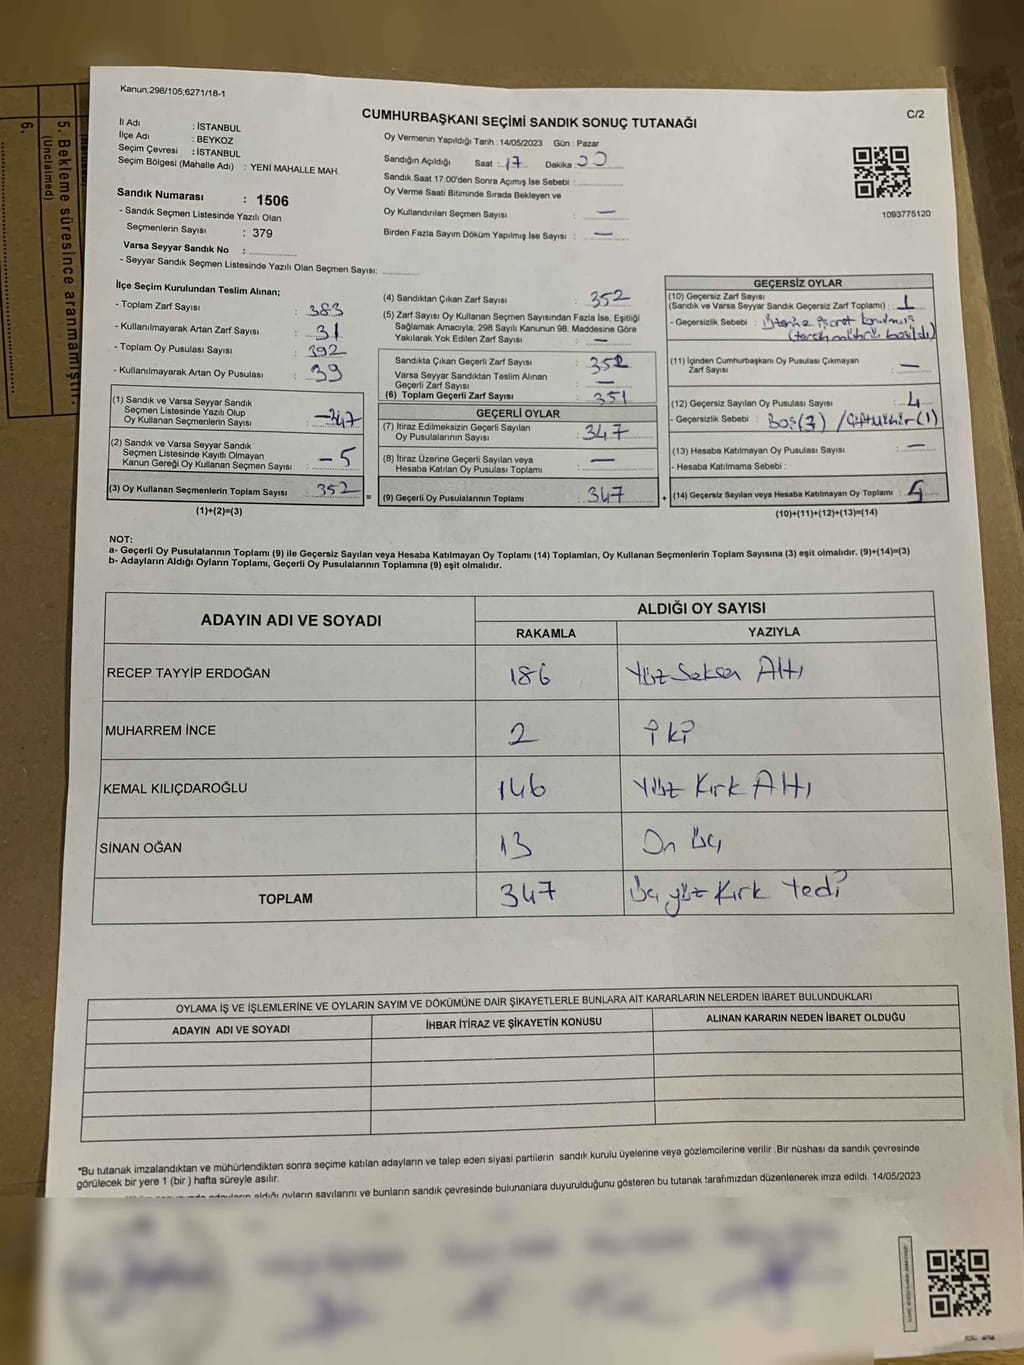 Kanun;298/105;6271/18-1
C/2
CUMHURBAŞKANI SEÇİMİ SANDIK SONUÇ TUTANAĞI
İl Adı : İSTANBUL
İlçe Adı : BEYKOZ
Seçim Çevresi : İSTANBUL
Seçim Bölgesi (Mahalle Adı) : YENİ MAHALLE MAH.
Sandık Numarası : 1506
- Sandık Seçmen Listesinde Yazılı Olan
Seçmenlerin Sayısı : 379
Varsa Seyyar Sandık No :
- Seyyar Sandık Seçmen Listesinde Yazılı Olan Seçmen Sayısı:
Oy Vermenin Yapıldığı Tarih : 14/05/2023 Gün : Pazar
Sandığın Açıldığı Saat : 17 Dakika :
Sandık Saat 17:00'den Sonra Açımış İse Sebebi :
Oy Verme Saati Bitiminde Sırada Bekleyen ve
Oy Kullandırılan Seçmen Sayısı : —
Birden Fazla Sayım Döküm Yapılmış İse Sayısı : —
1093775120
İlçe Seçim Kurulundan Teslim Alınan;
- Toplam Zarf Sayısı : 383
- Kullanılmayarak Artan Zarf Sayısı : 31
- Toplam Oy Pusulası Sayısı : 392
- Kullanılmayarak Artan Oy Pusulası : 39
(1) Sandık ve Varsa Seyyar Sandık
Seçmen Listesinde Yazılı Olup
Oy Kullanan Seçmenlerin Sayısı : 347
(2) Sandık ve Varsa Seyyar Sandık
Seçmen Listesinde Kayıtlı Olmayan
Kanun Gereği Oy Kullanan Seçmen Sayısı : - 5
(3) Oy Kullanan Seçmenlerin Toplam Sayısı : 352
(1)+(2)=(3)
=
(4) Sandıktan Çıkan Zarf Sayısı : 352
(5) Zarf Sayısı Oy Kullanan Seçmen Sayısından Fazla İse, Eşitliği
Sağlamak Amacıyla, 298 Sayılı Kanunun 98. Maddesine Göre
Yakılarak Yok Edilen Zarf Sayısı : —
Sandıkta Çıkan Geçerli Zarf Sayısı : 352
Varsa Seyyar Sandıktan Teslim Alınan
Geçerli Zarf Sayısı : —
(6) Toplam Geçerli Zarf Sayısı : 351
GEÇERLİ OYLAR
(7) İtiraz Edilmeksizin Geçerli Sayılan
Oy Pusulalarının Sayısı : 347
(8) İtiraz Üzerine Geçerli Sayılan veya
Hesaba Katılan Oy Pusulası Toplamı : —
(9) Geçerli Oy Pusulalarının Toplamı : 347
+
GEÇERSİZ OYLAR
(10) Geçersiz Zarf Sayısı
(Sandık ve Varsa Seyyar Sandık Geçersiz Zarf Toplamı) : 1
- Geçersizlik Sebebi : işaret konulmuş
(tercih mührü basıldı)
(11) İçinden Cumhurbaşkanı Oy Pusulası Çıkmayan
Zarf Sayısı : —
(12) Geçersiz Sayılan Oy Pusulası Sayısı : 4
- Geçersizlik Sebebi : Boş(3) / Çift Mühür (1)
(13) Hesaba Katılmayan Oy Pusulası Sayısı : —
- Hesaba Katılmama Sebebi :
(14) Geçersiz Sayılan veya Hesaba Katılmayan Oy Toplamı :
(10)+(11)+(12)+(13)=(14)
NOT:
a- Geçerli Oy Pusulalarının Toplamı (9) ile Geçersiz Sayılan veya Hesaba Katılmayan Oy Toplamı (14) Toplamları, Oy Kullanan Seçmenlerin Toplam Sayısına (3) eşit olmalıdır. (9)+(14)=(3)
b- Adayların Aldığı Oyların Toplamı, Geçerli Oy Pusulalarının Toplamına (9) eşit olmalıdır.
ADAYIN ADI VE SOYADI
ALDIĞI OY SAYISI
RAKAMLA YAZIYLA
RECEP TAYYİP ERDOĞAN 186 Yüz Seksen Altı
MUHARREM İNCE 2 iki
KEMAL KILIÇDAROĞLU 146 Yüz Kırk Altı
SİNAN OĞAN 13 On Üç
TOPLAM 347 Üç yüz Kırk Yedi
OYLAMA İŞ VE İŞLEMLERİNE VE OYLARIN SAYIM VE DÖKÜMÜNE DAİR ŞİKAYETLERLE BUNLARA AİT KARARLARIN NELERDEN İBARET BULUNDUKLARI
ADAYIN ADI VE SOYADI İHBAR İTİRAZ VE ŞİKAYETİN KONUSU ALINAN KARARIN NEDEN İBARET OLDUĞU
*Bu tutanak imzalandıktan ve mühürlendikten sonra seçime katılan adayların ve talep eden siyasi partilerin sandık kurulu üyelerine veya gözlemcilerine verilir .Bir nüshası da sandık çevresinde
görülecek bir yere 1 (bir ) hafta süreyle asılır.
adayların aldığı oyların sayılarını ve bunların sandık çevresinde bulunanlara duyurulduğunu gösteren bu tutanak tarafımızdan düzenlenerek imza edildi. 14/05/2023
5. Bekleme süresince aranmamıştır.
(Unclaimed)
6.